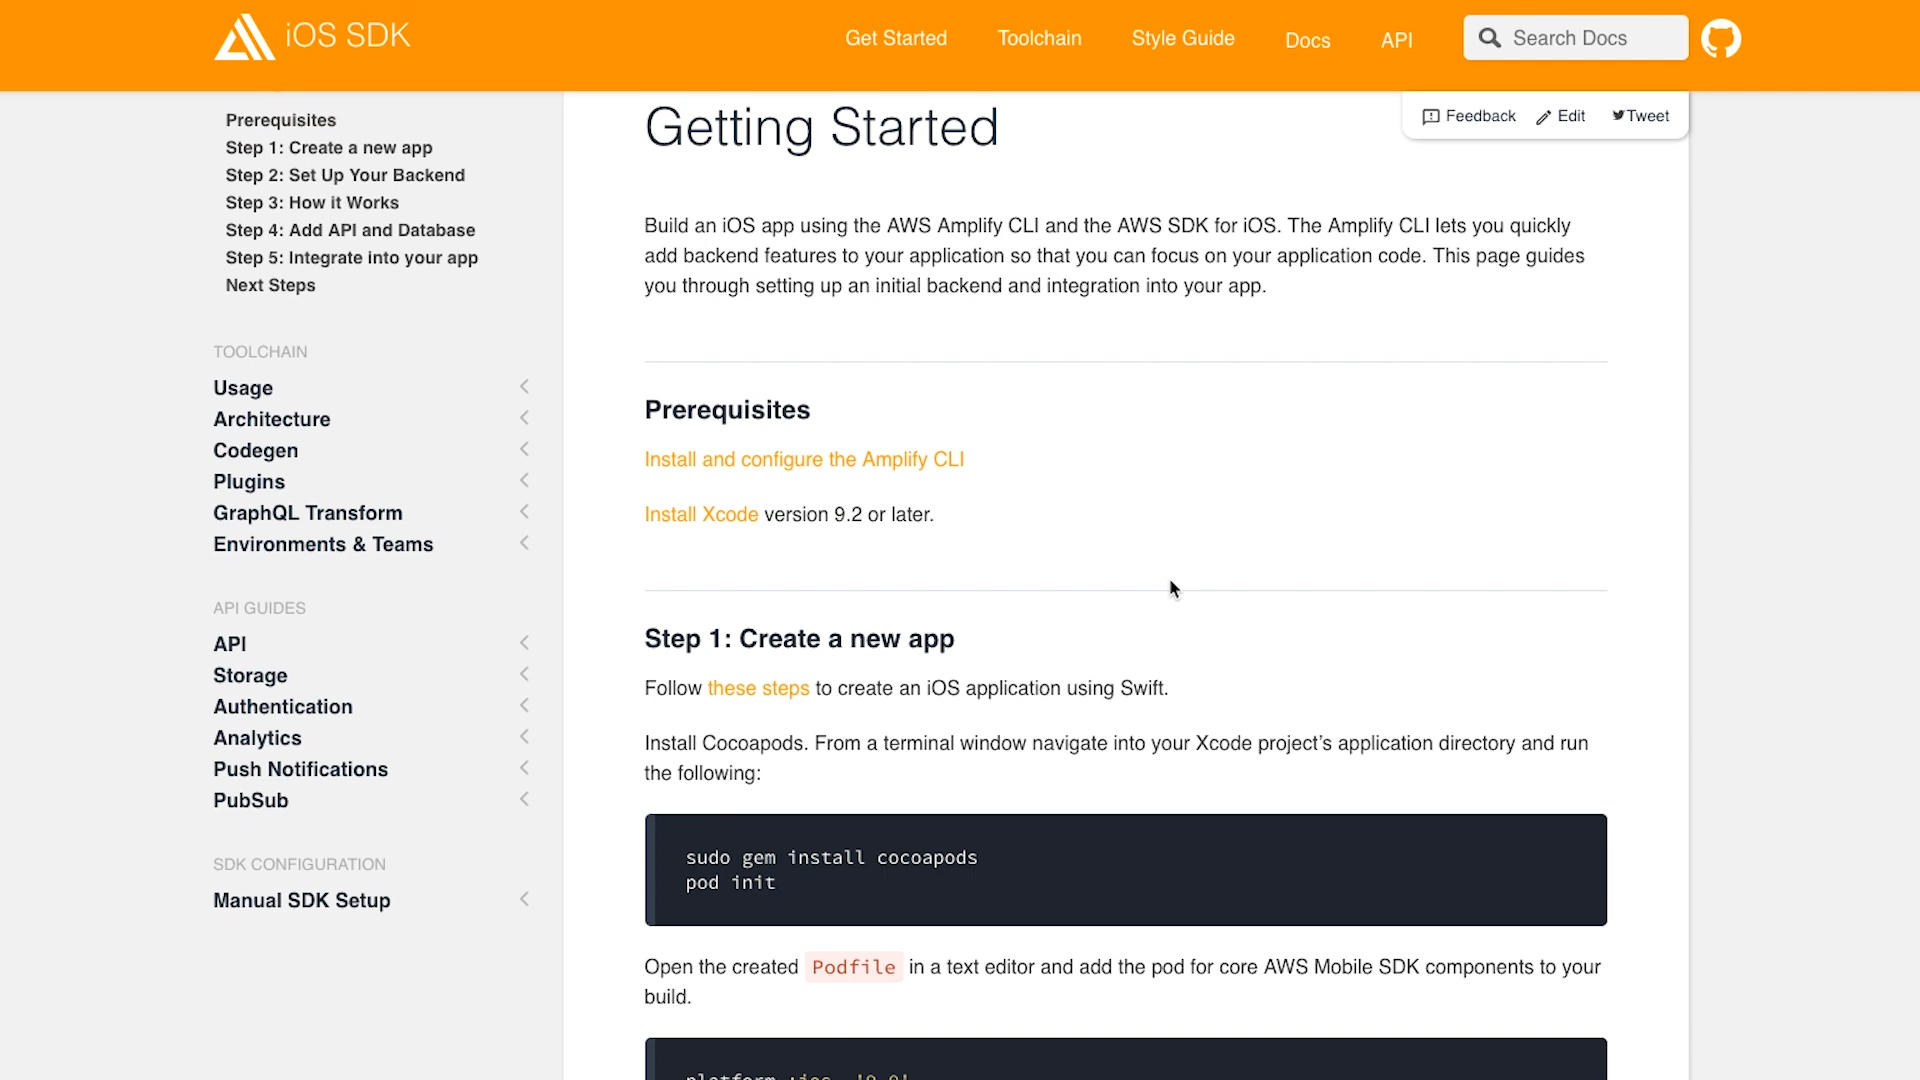 iOS SDK
Get Started
Toolchain
Style Guide
Docs
API
Search Docs
Feedback
Edit
Tweet
Prerequisites
Step 1: Create a new app
Step 2: Set Up Your Backend
Step 3: How it Works
Step 4: Add API and Database
Step 5: Integrate into your app
Next Steps
TOOLCHAIN
Usage
Architecture
Codegen
Plugins
GraphQL Transform
Environments & Teams
API GUIDES
API
Storage
Authentication
Analytics
Push Notifications
PubSub
SDK CONFIGURATION
Manual SDK Setup
Getting Started
Build an iOS app using the AWS Amplify CLI and the AWS SDK for iOS. The Amplify CLI lets you quickly
add backend features to your application so that you can focus on your application code. This page guides
you through setting up an initial backend and integration into your app.
Prerequisites
Install and configure the Amplify CLI
Install Xcode version 9.2 or later.
Step 1: Create a new app
Follow these steps to create an iOS application using Swift.
Install Cocoapods. From a terminal window navigate into your Xcode project's application directory and run
the following:
sudo gem install cocoapods
pod init
Open the created Podfile in a text editor and add the pod for core AWS Mobile SDK components to your
build.
platform :ios,